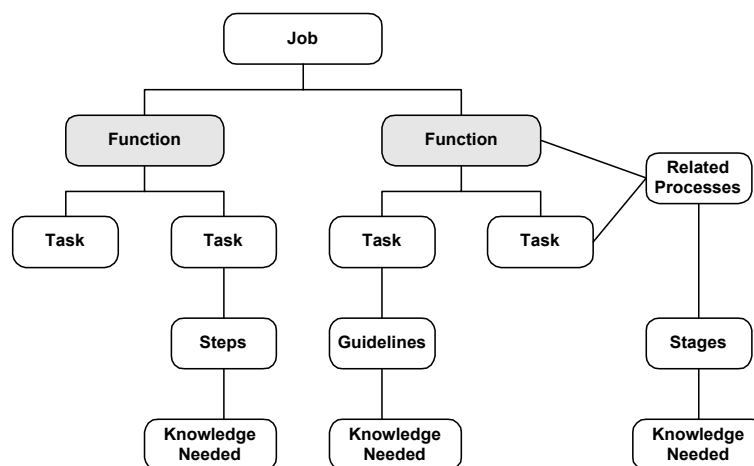 Job
Function
Function
Related
Processes
Task
Task
Task
Task
Steps
Guidelines
Stages
Knowledge
Needed
Knowledge
Needed
Knowledge
Needed